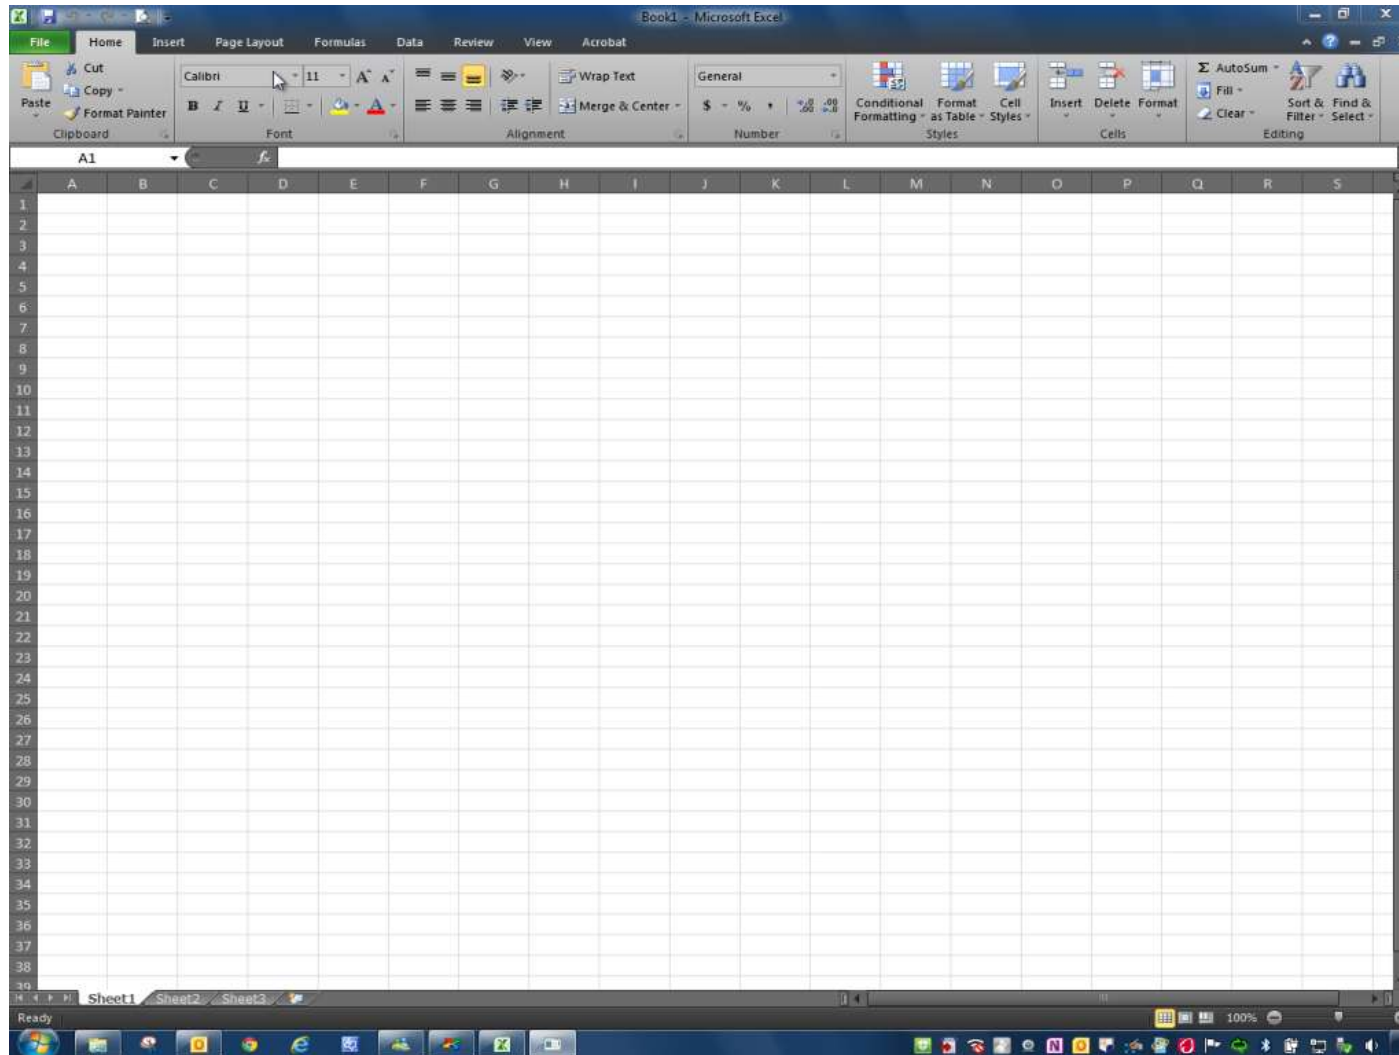 Book1 - Microsoft Excel
File Home Insert Page Layout Formulas Data Review View Acrobat
Paste
Cut
Copy
Format Painter
Clipboard
Calibri 11
B I U
Font
Wrap Text
Merge & Center
Alignment
General
$ % ,
Number
Conditional Formatting
Format as Table
Cell Styles
Styles
Insert Delete Format
Cells
Σ AutoSum
Fill
Clear
Sort & Filter
Find & Select
Editing
A1 fx
A B C D E F G H I J K L M N O P Q R S
1
2
3
4
5
6
7
8
9
10
11
12
13
14
15
16
17
18
19
20
21
22
23
24
25
26
27
28
29
30
31
32
33
34
35
36
37
38
39
Sheet1 Sheet2 Sheet3
Ready 100%